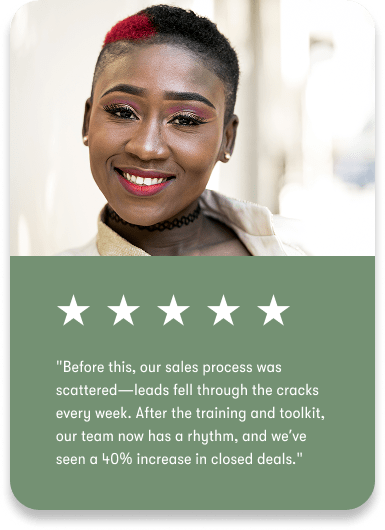 "Before this, our sales process was
scattered—leads fell through the cracks
every week. After the training and toolkit,
our team now has a rhythm, and we've
seen a 40% increase in closed deals."